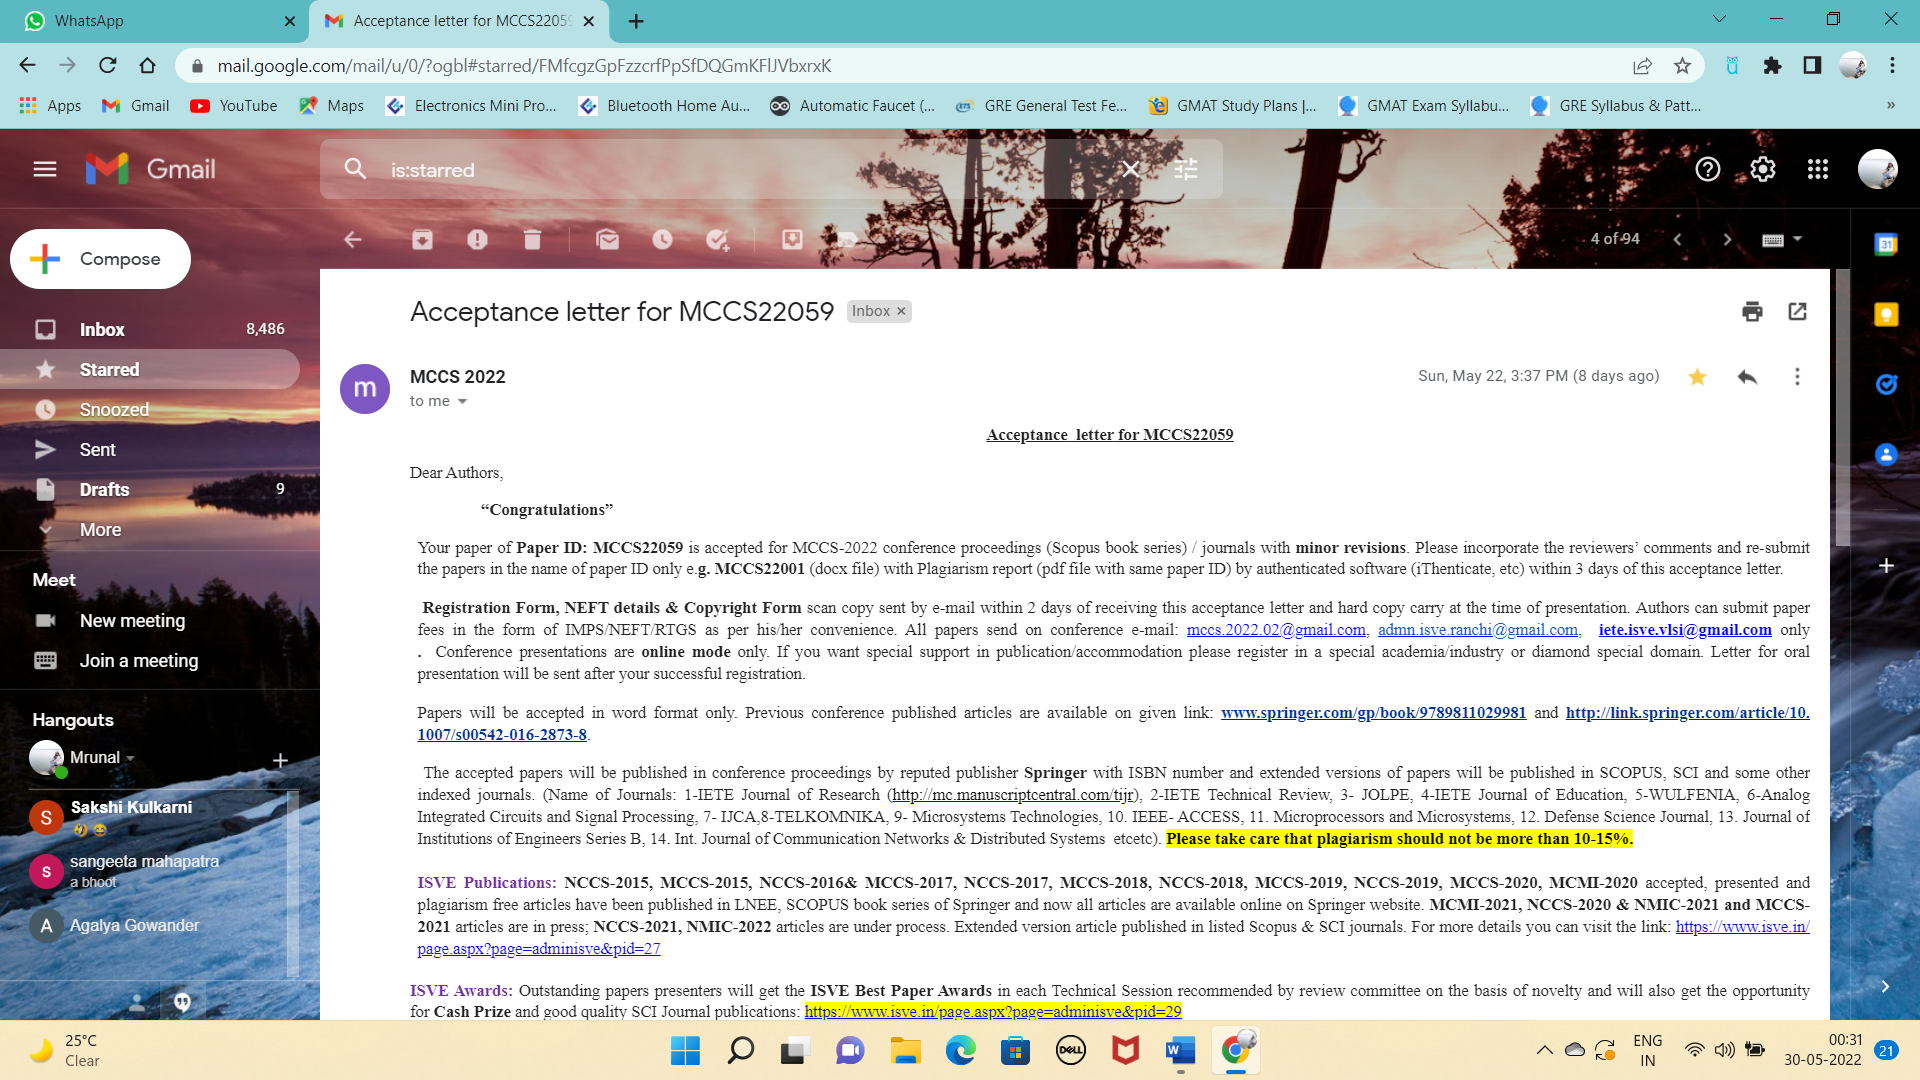 WhatsApp
Acceptance letter for MCCS22059
mail.google.com/mail/u/0/?ogbl#starred/FMfcgzGpFzzcrfPpSfDQGmKFlJVbxrxK
Apps Gmail YouTube Maps Electronics Mini Pro... Bluetooth Home Au... Automatic Faucet (... GRE General Test Fe... GMAT Study Plans |... GMAT Exam Syllabu... GRE Syllabus & Patt... »
Gmail
is:starred
Compose
4 of 94
31
Inbox 8,486
Starred
Snoozed
Sent
Drafts 9
More
Meet
New meeting
Join a meeting
Hangouts
Mrunal
S Sakshi Kulkarni
s sangeeta mahapatra
a bhoot
A Agalya Gowander
Acceptance letter for MCCS22059 Inbox ×
m MCCS 2022
Sun, May 22, 3:37 PM (8 days ago)
to me
Acceptance letter for MCCS22059
Dear Authors,
“Congratulations”
Your paper of Paper ID: MCCS22059 is accepted for MCCS-2022 conference proceedings (Scopus book series) / journals with minor revisions. Please incorporate the reviewers’ comments and re-submit
the papers in the name of paper ID only e.g. MCCS22001 (docx file) with Plagiarism report (pdf file with same paper ID) by authenticated software (iThenticate, etc) within 3 days of this acceptance letter.
Registration Form, NEFT details & Copyright Form scan copy sent by e-mail within 2 days of receiving this acceptance letter and hard copy carry at the time of presentation. Authors can submit paper
fees in the form of IMPS/NEFT/RTGS as per his/her convenience. All papers send on conference e-mail: mccs.2022.02@gmail.com, admn.isve.ranchi@gmail.com, iete.isve.vlsi@gmail.com only
. Conference presentations are online mode only. If you want special support in publication/accommodation please register in a special academia/industry or diamond special domain. Letter for oral
presentation will be sent after your successful registration.
Papers will be accepted in word format only. Previous conference published articles are available on given link: www.springer.com/gp/book/9789811029981 and http://link.springer.com/article/10.
1007/s00542-016-2873-8.
The accepted papers will be published in conference proceedings by reputed publisher Springer with ISBN number and extended versions of papers will be published in SCOPUS, SCI and some other
indexed journals. (Name of Journals: 1-IETE Journal of Research (http://mc.manuscriptcentral.com/tijr), 2-IETE Technical Review, 3- JOLPE, 4-IETE Journal of Education, 5-WULFENIA, 6-Analog
Integrated Circuits and Signal Processing, 7- IJCA,8-TELKOMNIKA, 9- Microsystems Technologies, 10. IEEE- ACCESS, 11. Microprocessors and Microsystems, 12. Defense Science Journal, 13. Journal of
Institutions of Engineers Series B, 14. Int. Journal of Communication Networks & Distributed Systems etcetc). Please take care that plagiarism should not be more than 10-15%.
ISVE Publications: NCCS-2015, MCCS-2015, NCCS-2016& MCCS-2017, NCCS-2017, MCCS-2018, NCCS-2018, MCCS-2019, NCCS-2019, MCCS-2020, MCMI-2020 accepted, presented and
plagiarism free articles have been published in LNEE, SCOPUS book series of Springer and now all articles are available online on Springer website. MCMI-2021, NCCS-2020 & NMIC-2021 and MCCS-
2021 articles are in press; NCCS-2021, NMIC-2022 articles are under process. Extended version article published in listed Scopus & SCI journals. For more details you can visit the link: https://www.isve.in/
page.aspx?page=adminisve&pid=27
ISVE Awards: Outstanding papers presenters will get the ISVE Best Paper Awards in each Technical Session recommended by review committee on the basis of novelty and will also get the opportunity
for Cash Prize and good quality SCI Journal publications: https://www.isve.in/page.aspx?page=adminisve&pid=29
25°C
Clear
DELL
W
ENG
IN
00:31
30-05-2022
21